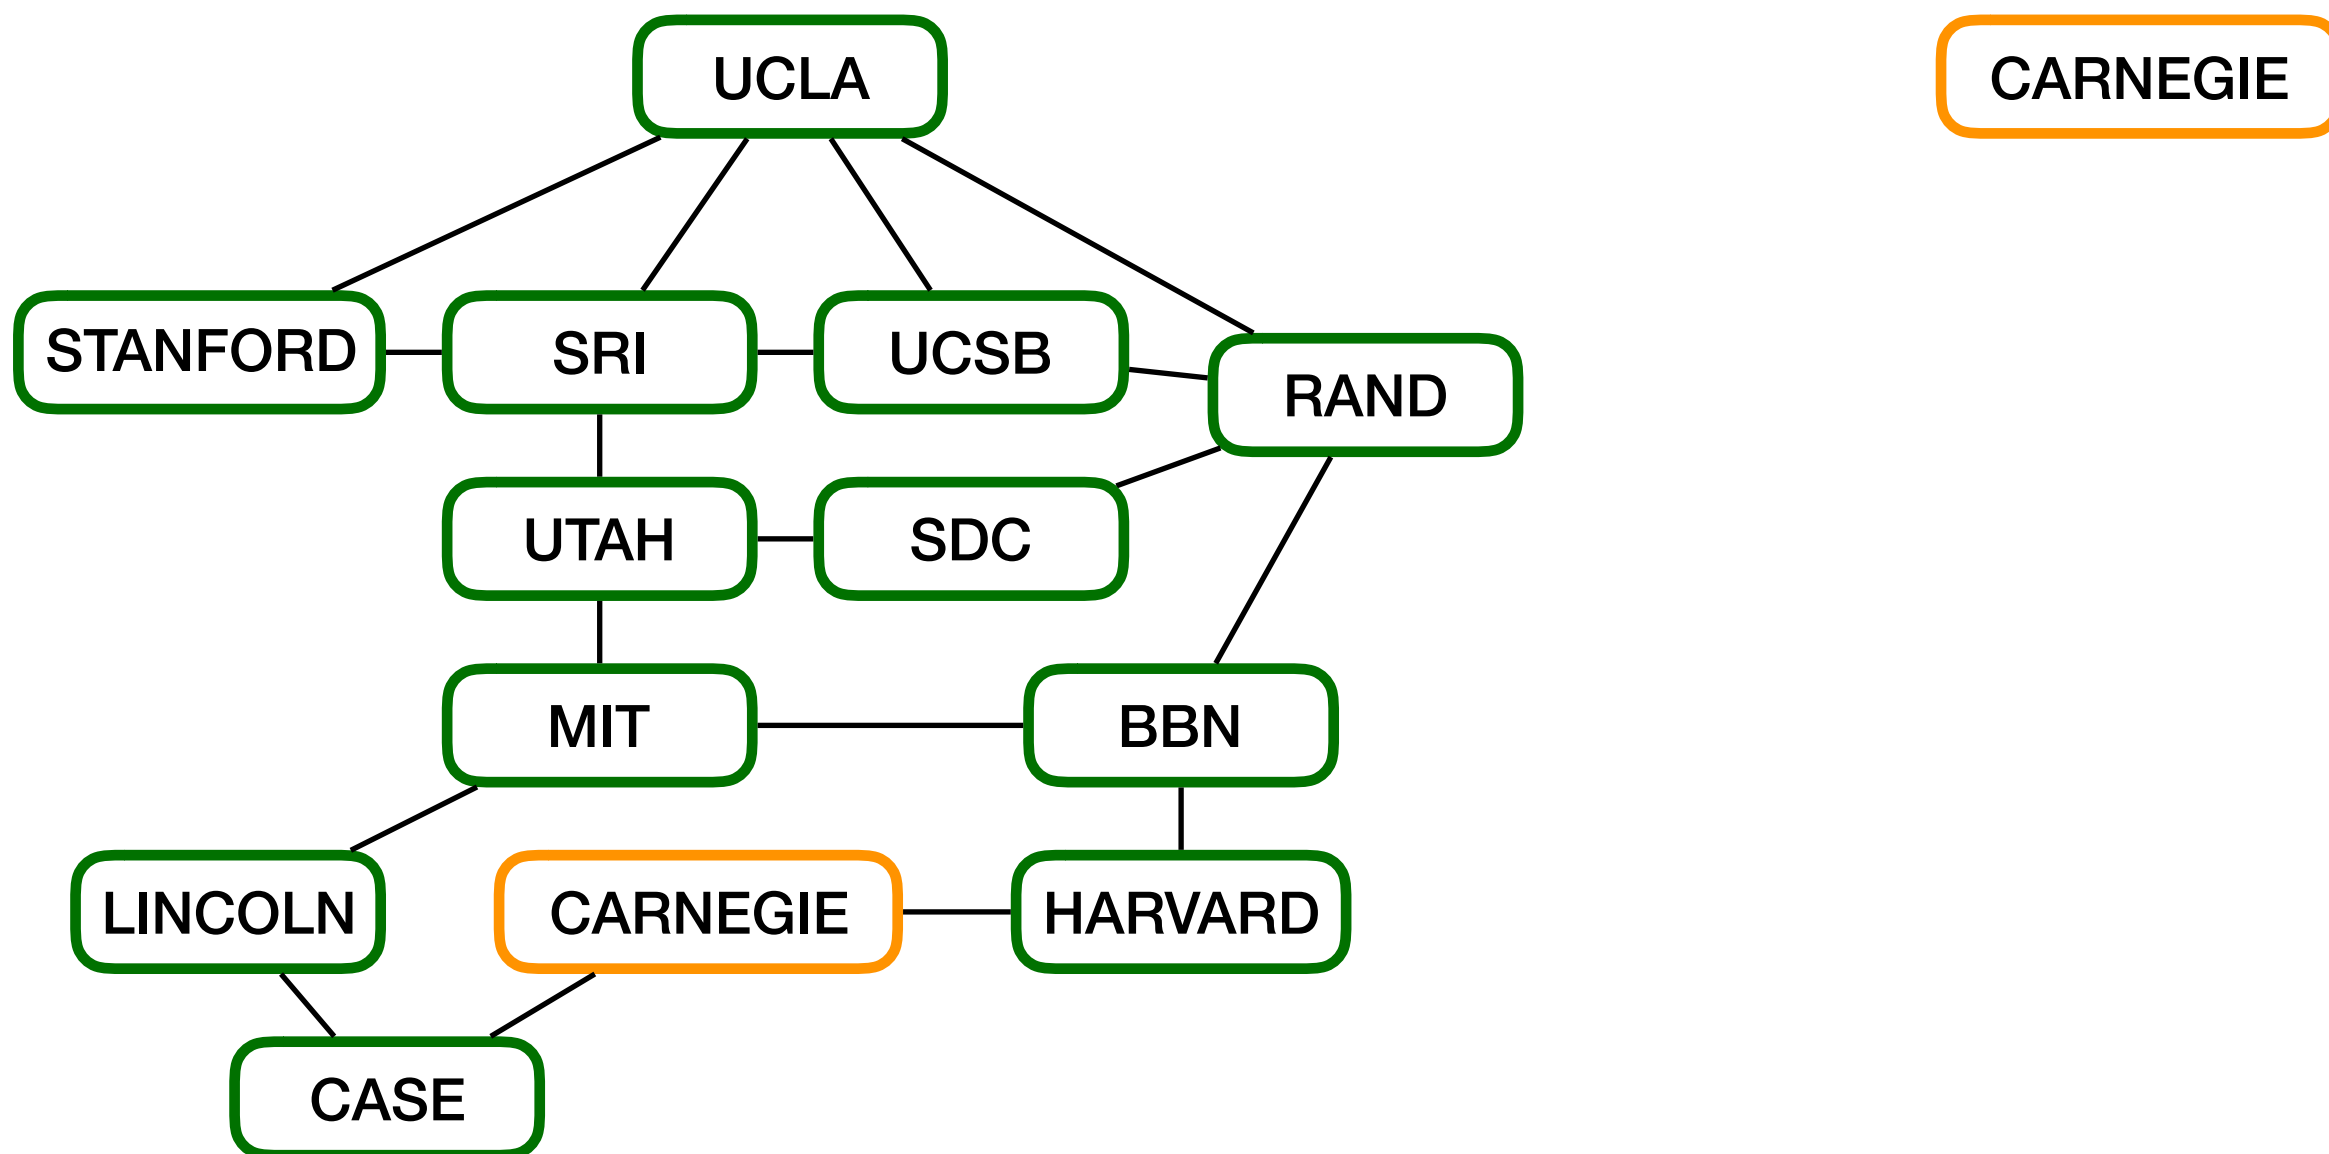 UCLA
CARNEGIE
STANFORD
SRI
UCSB
RAND
UTAH
SDC
MIT
BBN
LINCOLN
CARNEGIE
HARVARD
CASE